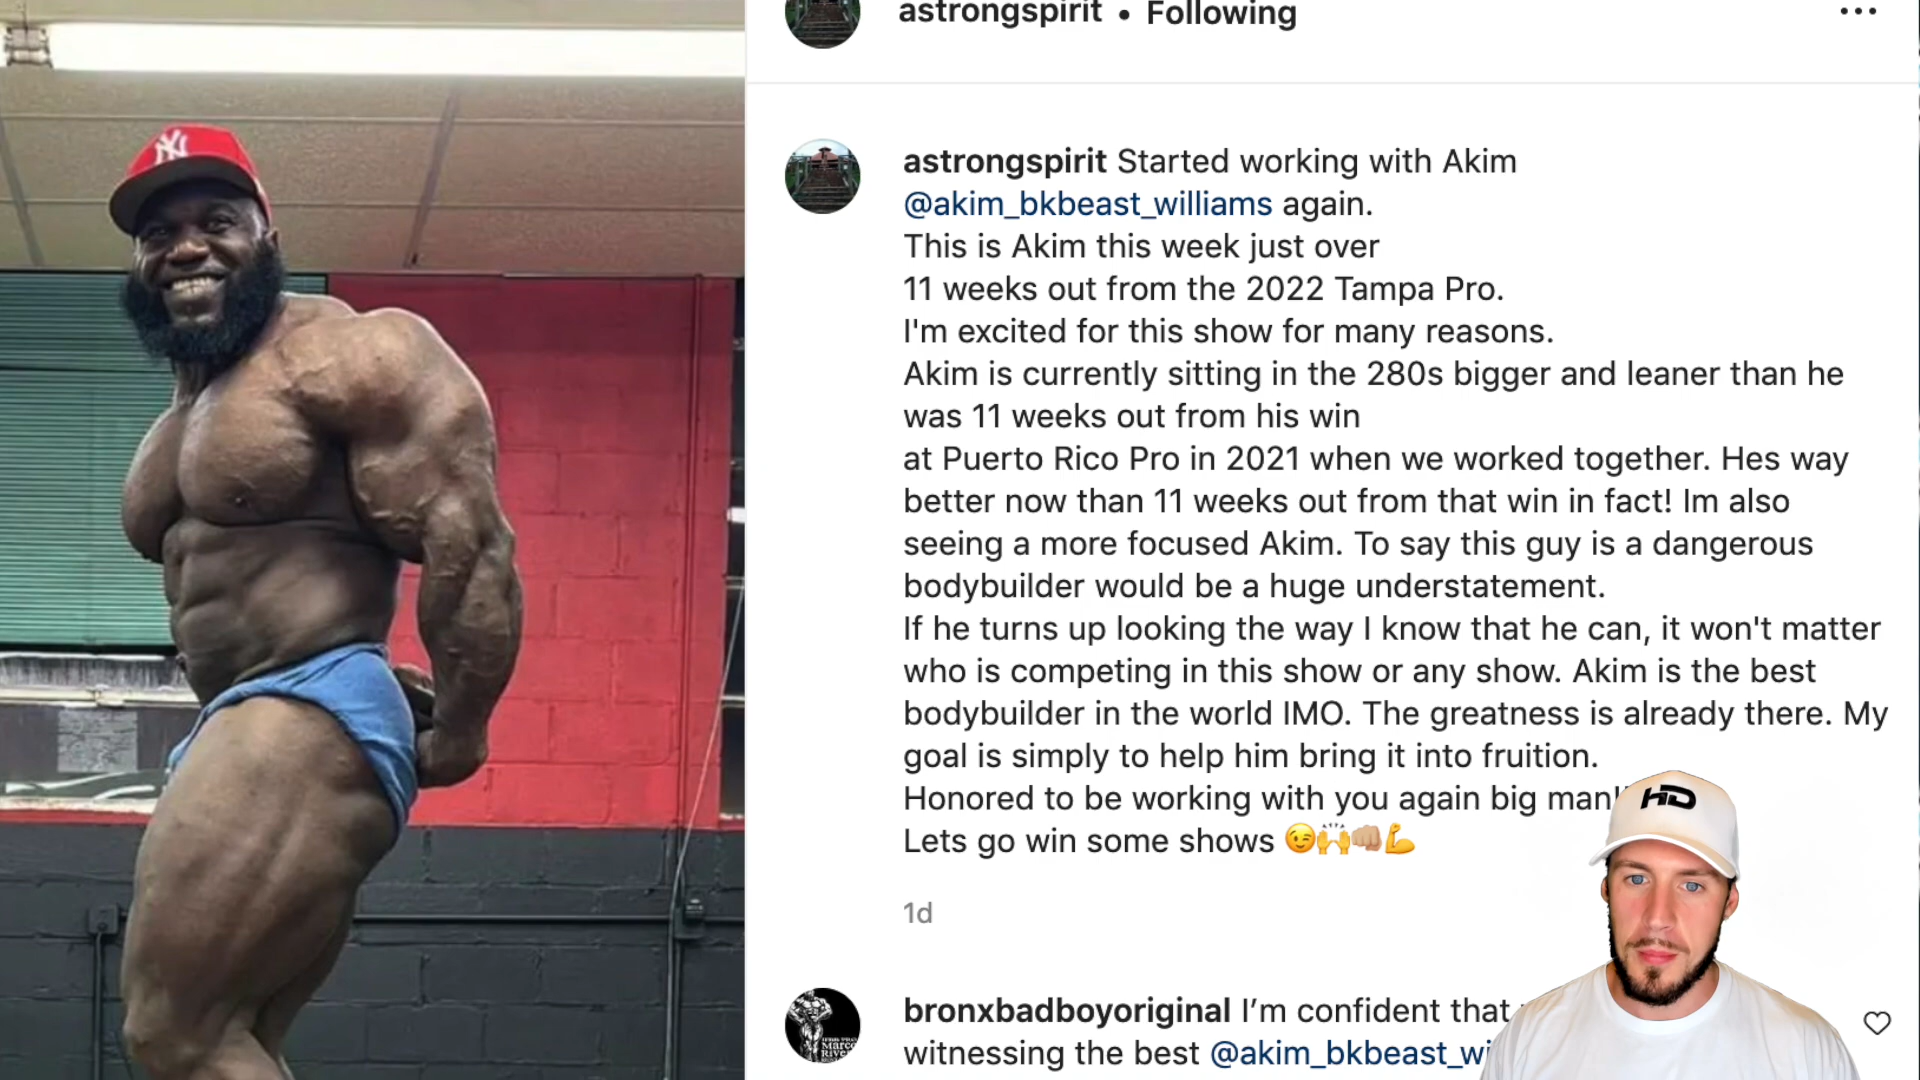 astrongspirit • Following
NY
astrongspirit Started working with Akim
@akim_bkbeast_williams again.
This is Akim this week just over
11 weeks out from the 2022 Tampa Pro.
I'm excited for this show for many reasons.
Akim is currently sitting in the 280s bigger and leaner than he
was 11 weeks out from his win
at Puerto Rico Pro in 2021 when we worked together. Hes way
better now than 11 weeks out from that win in fact! Im also
seeing a more focused Akim. To say this guy is a dangerous
bodybuilder would be a huge understatement.
If he turns up looking the way I know that he can, it won't matter
who is competing in this show or any show. Akim is the best
bodybuilder in the world IMO. The greatness is already there. My
goal is simply to help him bring it into fruition.
Honored to be working with you again big man!
Lets go win some shows 😉🙌👊🏼💪
HD
1d
bronxbadboyoriginal I’m confident that
witnessing the best @akim_bkbeast_wi